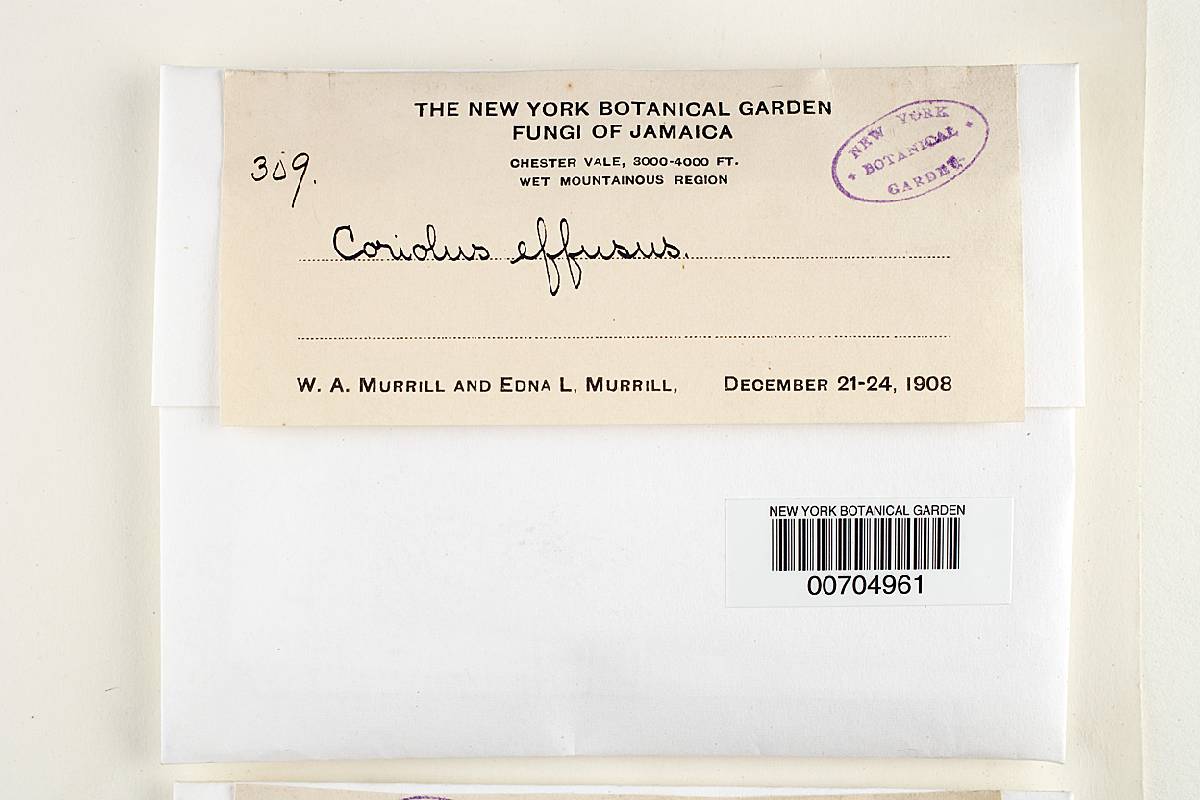 THE NEW YORK BOTANICAL GARDEN
FUNGI OF JAMAICA
CHESTER VALE, 3000-4000 FT.
WET MOUNTAINOUS REGION
309.
NEW YORK
* BOTANICAL *
GARDEN
Coriolus effusus.
W. A. MURRILL AND EDNA L. MURRILL, DECEMBER 21-24, 1908
NEW YORK BOTANICAL GARDEN
00704961